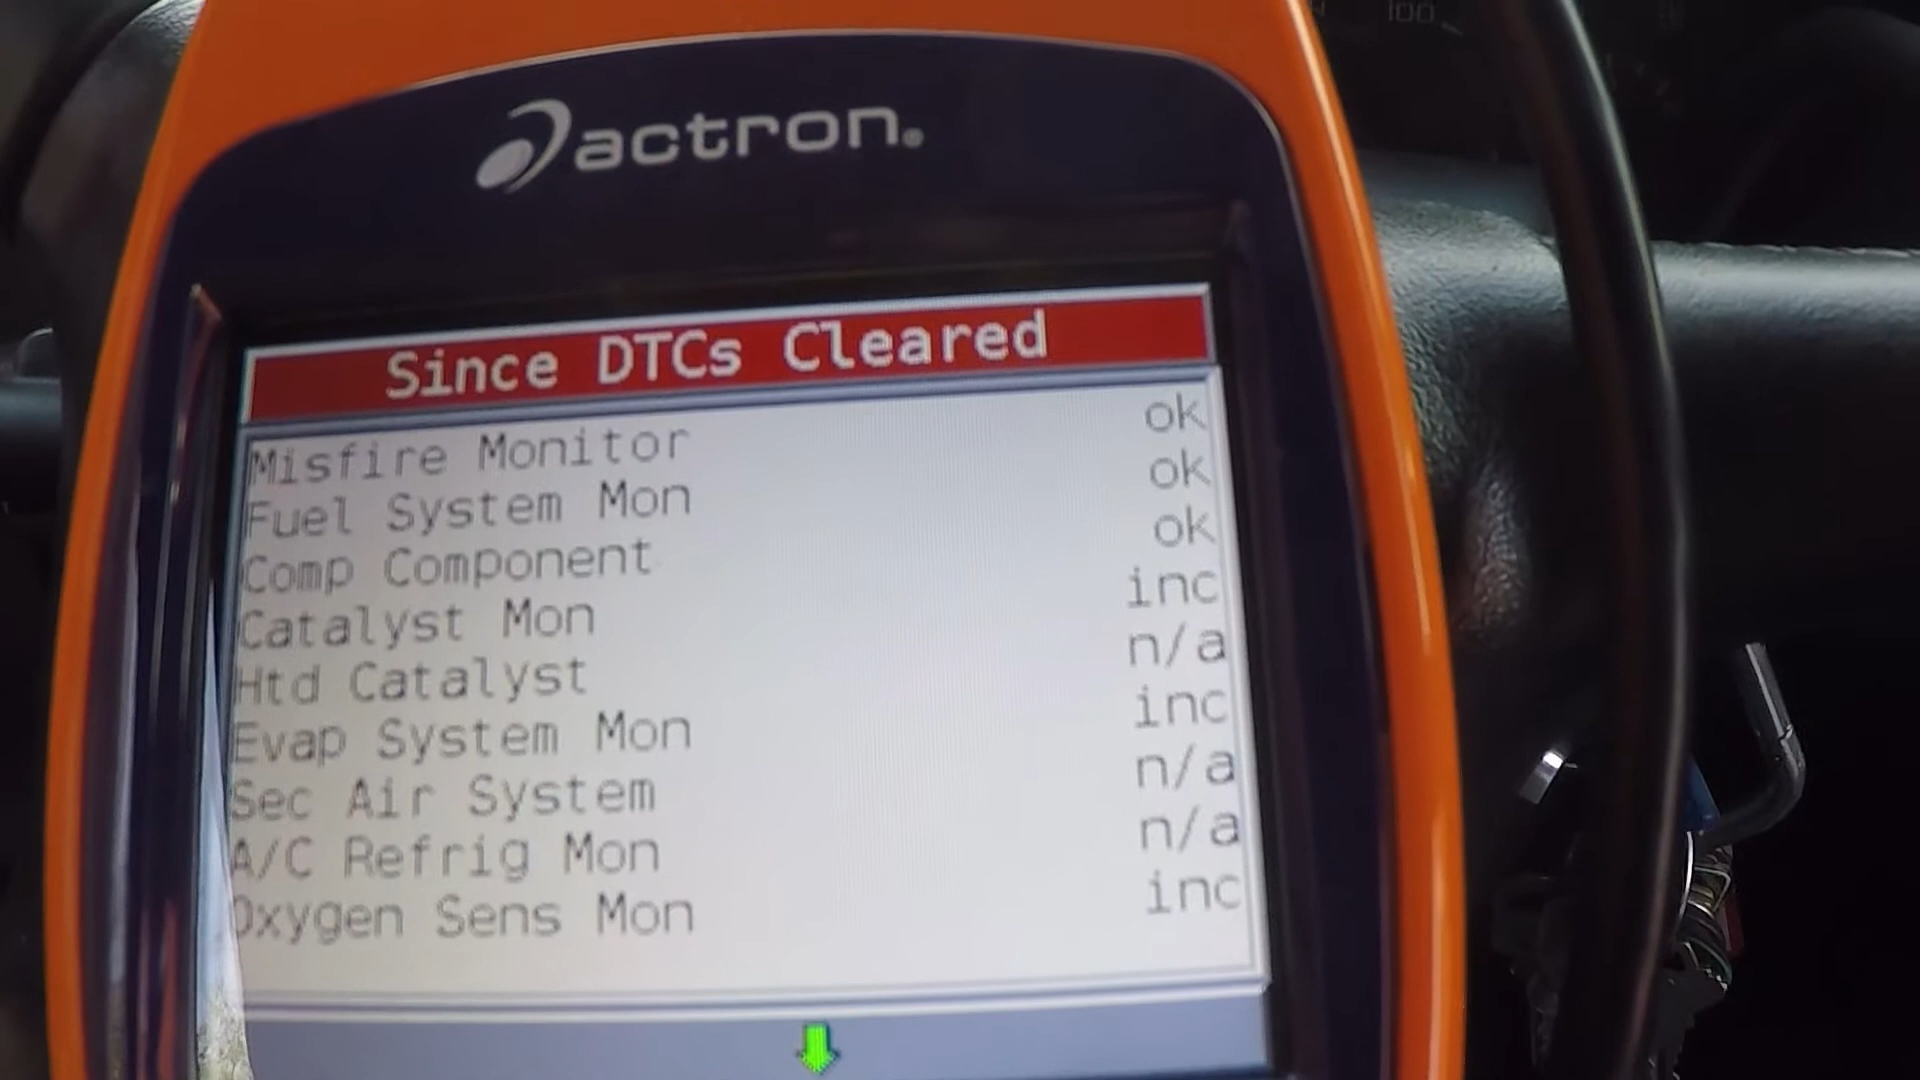 100
actron.
Since DTCs Cleared
Misfire Monitor ok
Fuel System Mon ok
Comp Component ok
Catalyst Mon inc
Htd Catalyst n/a
Evap System Mon inc
Sec Air System n/a
A/C Refrig Mon n/a
Oxygen Sens Mon inc